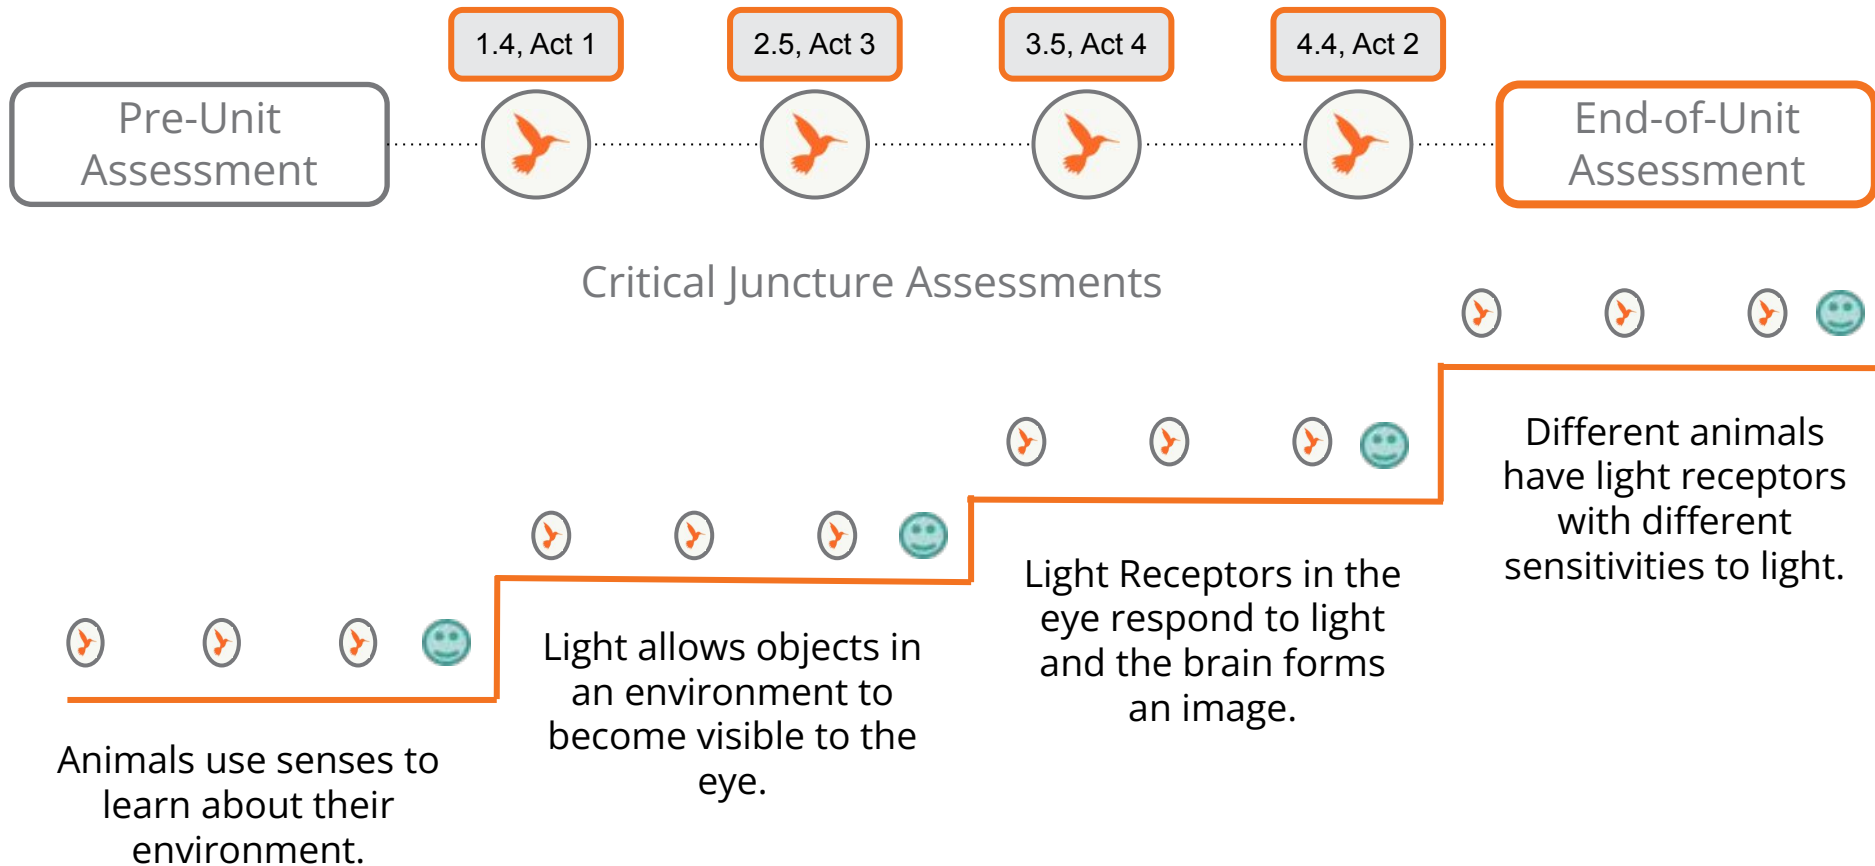 1.4, Act 1
2.5, Act 3
3.5, Act 4
4.4, Act 2
Pre-Unit
Assessment
End-of-Unit
Assessment
Critical Juncture Assessments
Animals use senses to
learn about their
environment.
Light allows objects in
an environment to
become visible to the
eye.
Light Receptors in the
eye respond to light
and the brain forms
an image.
Different animals
have light receptors
with different
sensitivities to light.